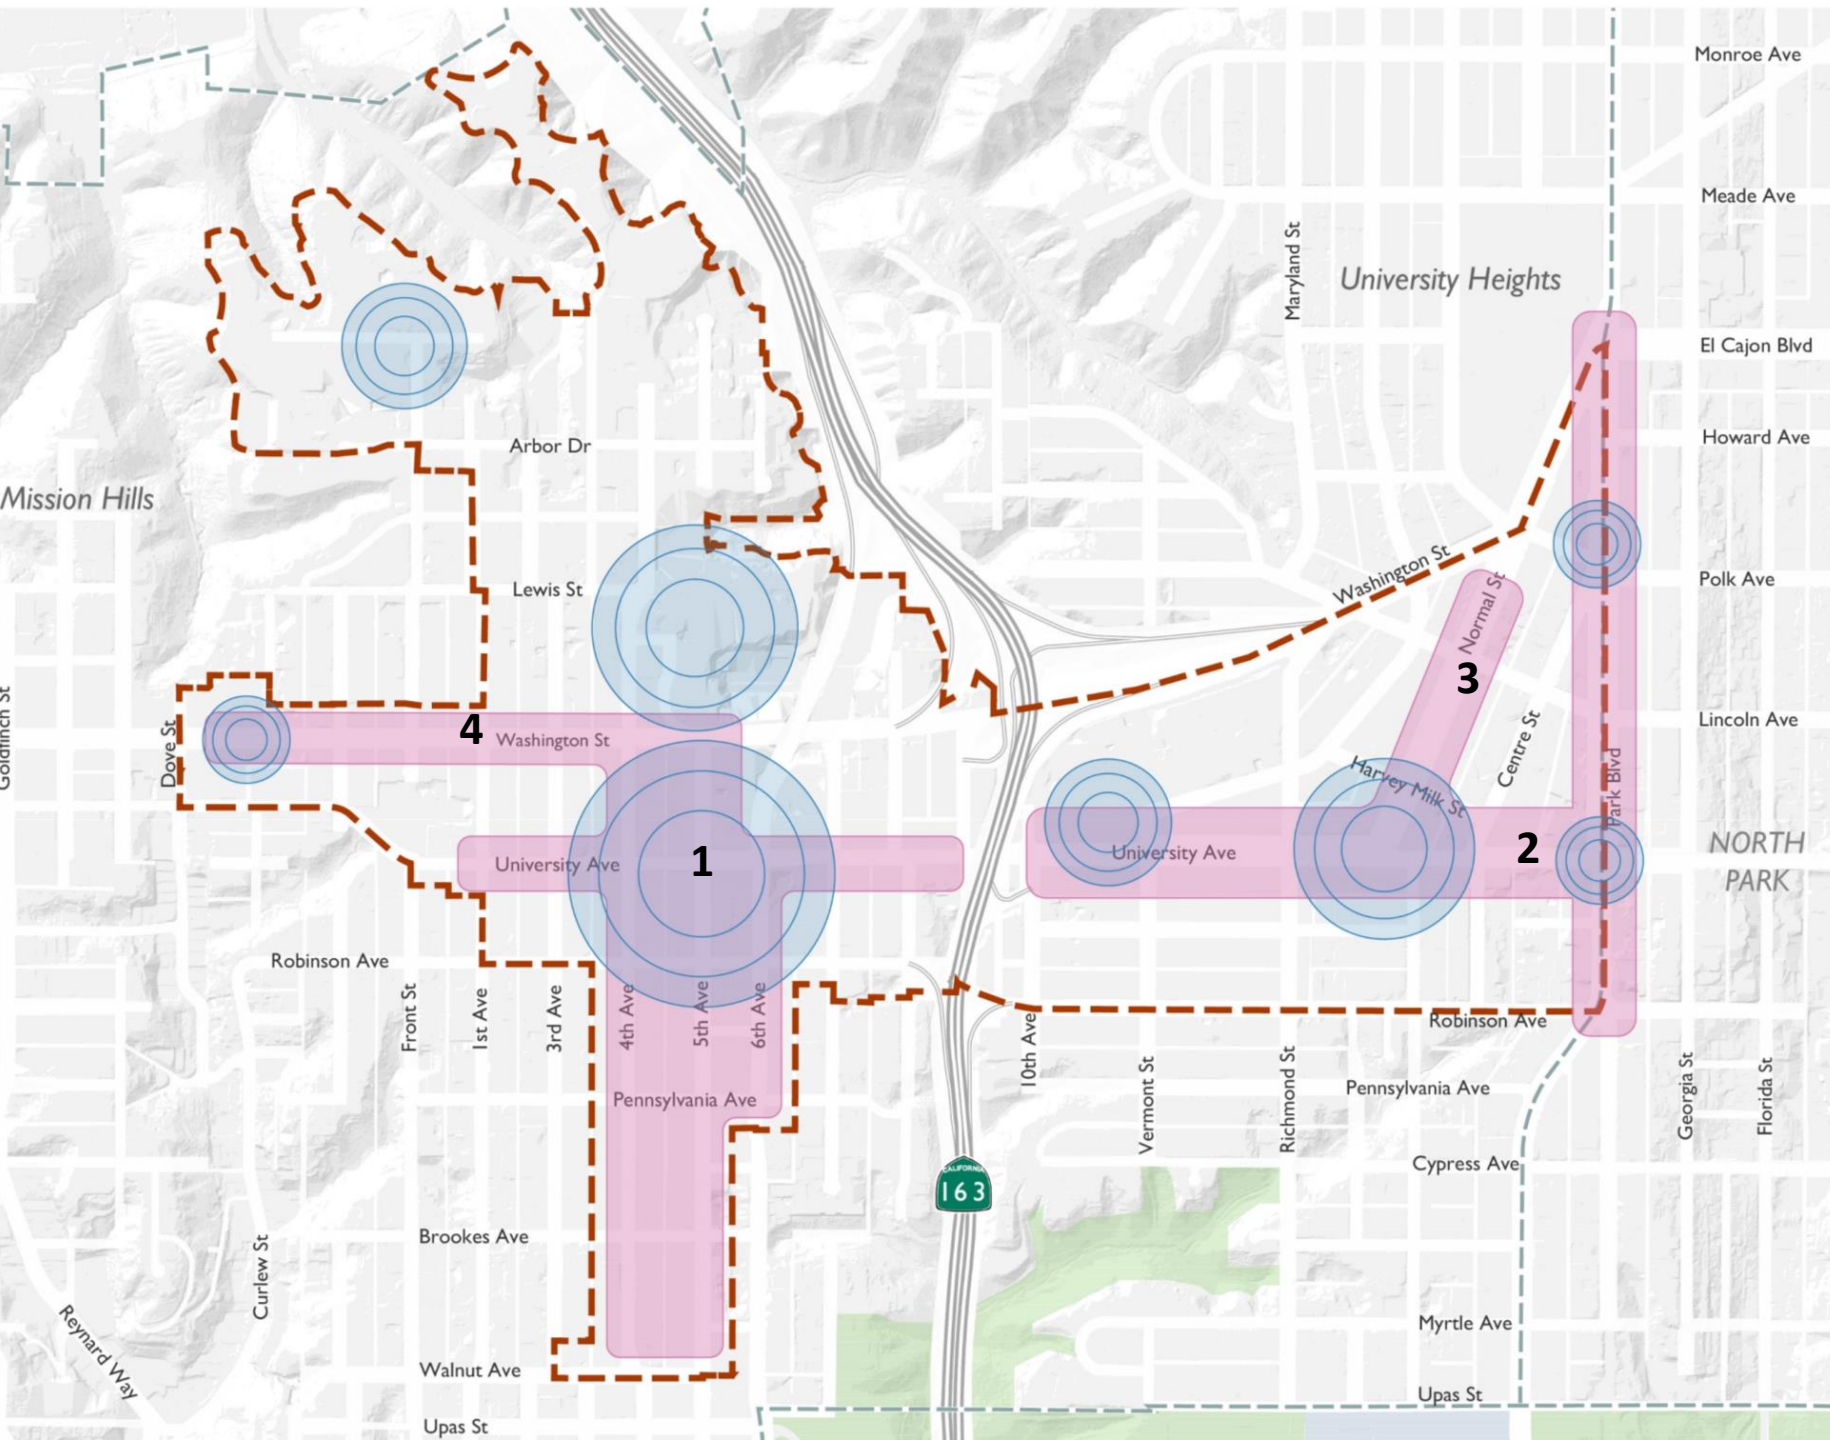 Monroe Ave
Meade Ave
Maryland St
University Heights
El Cajon Blvd
Howard Ave
Arbor Dr
Mission Hills
Washington St
Polk Ave
Lewis St
Normal St
3
Goldfinch St
Dove St
4
Washington St
Centre St
Lincoln Ave
Harvey Milk St
Park Blvd
University Ave
1
University Ave
2
NORTH
PARK
Robinson Ave
Front St
1st Ave
3rd Ave
4th Ave
5th Ave
6th Ave
10th Ave
Robinson Ave
Pennsylvania Ave
Vermont St
Richmond St
Pennsylvania Ave
Georgia St
Florida St
Cypress Ave
CALIFORNIA
163
Brookes Ave
Curlew St
Reynard Way
Myrtle Ave
Walnut Ave
Upas St
Upas St